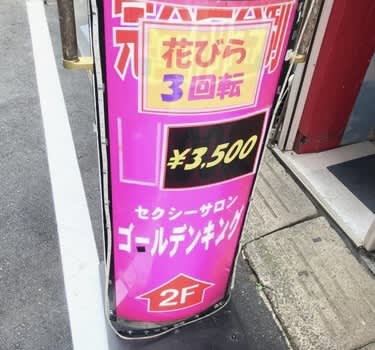 花びら
3回転
¥3,500
セクシーサロン
ゴールデンキング
2F